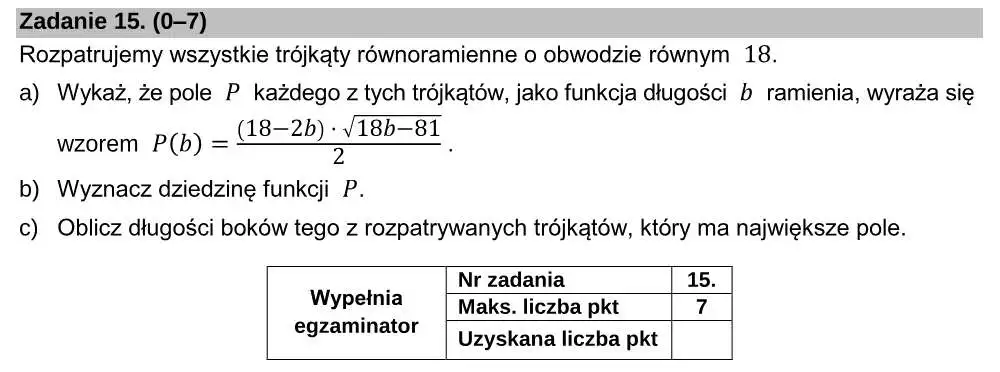 Zadanie 15. (0–7)
Rozpatrujemy wszystkie trójkąty równoramienne o obwodzie równym 18.
a) Wykaż, że pole P każdego z tych trójkątów, jako funkcja długości b ramienia, wyraża się
wzorem P(b) = (18−2b) · √18b−81 / 2 .
b) Wyznacz dziedzinę funkcji P.
c) Oblicz długości boków tego z rozpatrywanych trójkątów, który ma największe pole.
Wypełnia
egzaminator
Nr zadania 15.
Maks. liczba pkt 7
Uzyskana liczba pkt